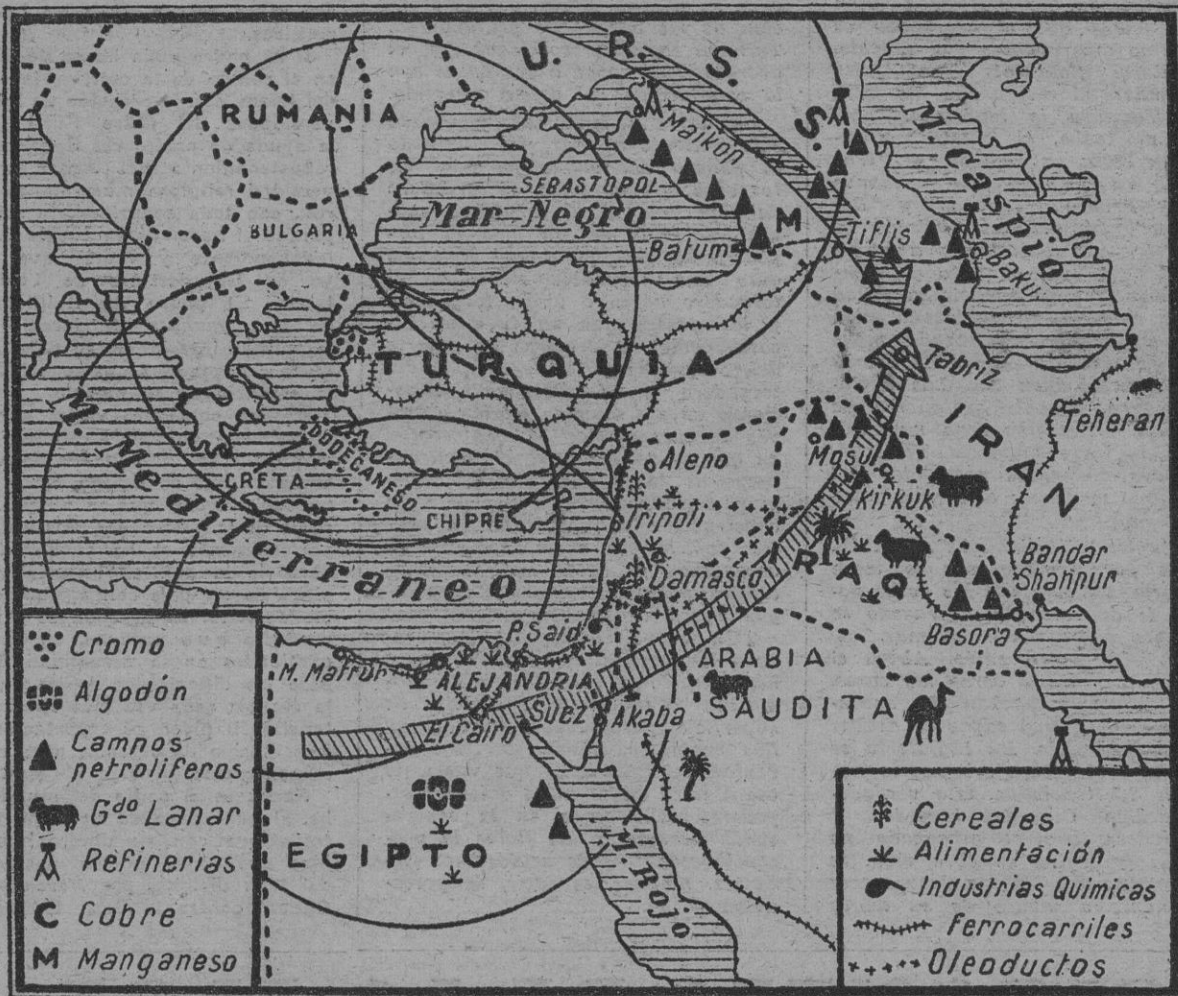 U. R. S. S.
RUMANIA
Maikop
M. Caspio
SEBASTOPOL
Mar Negro
BULGARIA
M
Batum
Tiflis
Baku
TURQUIA
Tabriz
IRAN
Teheran
M. Mediterraneo
DODECANESO
CRETA
CHIPRE
Alepo
Mosul
Kirkuk
Tripoli
IRAQ
Damasco
Bandar
Shanpur
Basora
P. Said
M. Matrur
ALEJANDRIA
ARABIA
SAUDITA
Suez
Akaba
El Cairo
EGIPTO
M. Rojo
Cromo
Algodón
Campos
petroliferos
Gdo Lanar
Refinerias
C Cobre
M Manganeso
Cereales
Alimentación
Industrias Quimicas
Ferrocarriles
Oleoductos